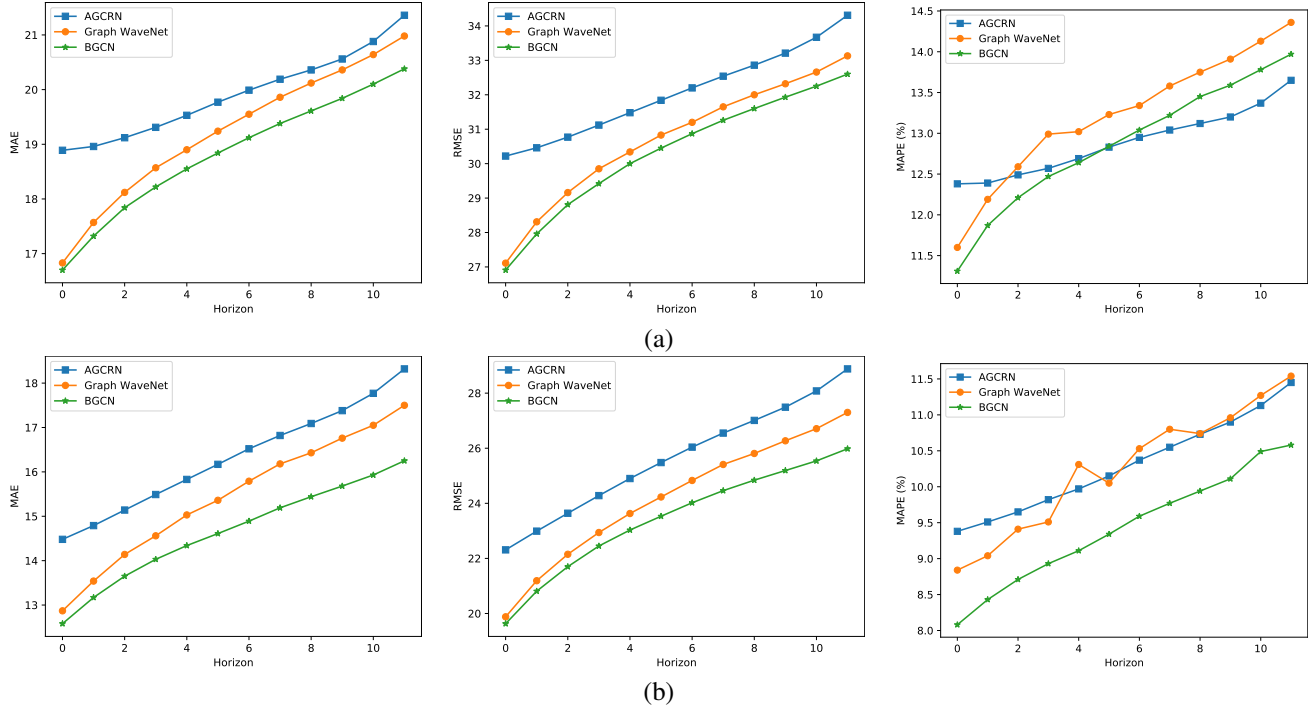 AGCRN
Graph WaveNet
BGCN
MAE
21
20
19
18
17
0 2 4 6 8 10
Horizon
AGCRN
Graph WaveNet
BGCN
RMSE
34
33
32
31
30
29
28
27
0 2 4 6 8 10
Horizon
AGCRN
Graph WaveNet
BGCN
MAPE (%)
14.5
14.0
13.5
13.0
12.5
12.0
11.5
0 2 4 6 8 10
Horizon
(a)
AGCRN
Graph WaveNet
BGCN
MAE
18
17
16
15
14
13
0 2 4 6 8 10
Horizon
AGCRN
Graph WaveNet
BGCN
RMSE
28
26
24
22
20
0 2 4 6 8 10
Horizon
AGCRN
Graph WaveNet
BGCN
MAPE (%)
11.5
11.0
10.5
10.0
9.5
9.0
8.5
8.0
0 2 4 6 8 10
Horizon
(b)